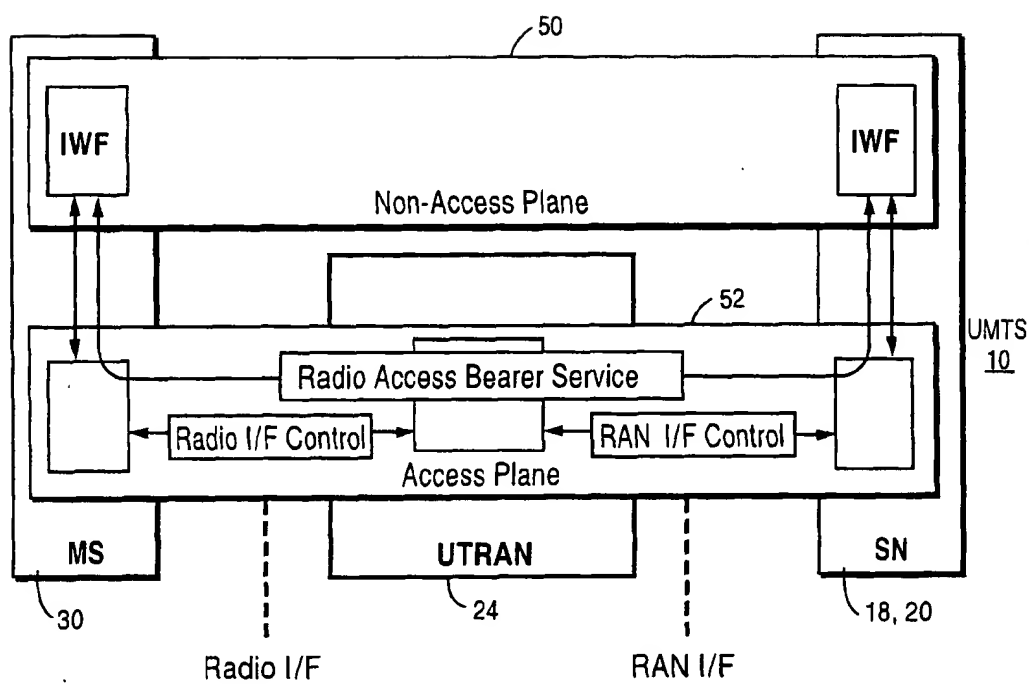 50
IWF
IWF
Non-Access Plane
52
UMTS
10
Radio Access Bearer Service
Radio I/F Control
RAN I/F Control
Access Plane
MS
UTRAN
SN
30
24
18, 20
Radio I/F
RAN I/F